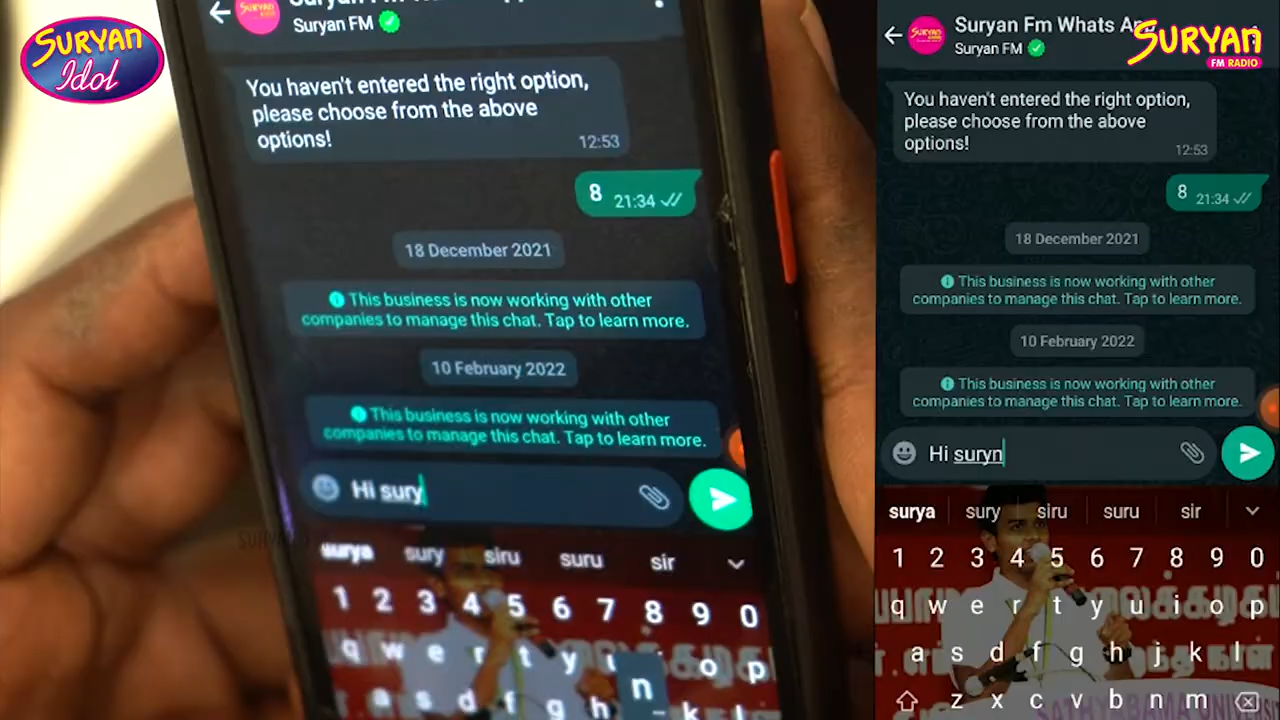 SURYAN
Idol
Suryan FM
You haven't entered the right option,
please choose from the above
options!
12:53
8 21:34
18 December 2021
This business is now working with other
companies to manage this chat. Tap to learn more.
10 February 2022
This business is now working with other
companies to manage this chat. Tap to learn more.
Hi sury
surya sury siru suru sir
1 2 3 4 5 6 7 8 9 0
q w e r t y o p
n
a s d f g h k l
Suryan Fm Whats Ap
Suryan FM
SURYAN
FM RADIO
You haven't entered the right option,
please choose from the above
options!
12:53
8 21:34
18 December 2021
This business is now working with other
companies to manage this chat. Tap to learn more.
10 February 2022
This business is now working with other
companies to manage this chat. Tap to learn more.
Hi suryn
surya sury siru suru sir
1 2 3 4 5 6 7 8 9 0
q w e r t y u i o p
a s d f g h j k l
z x c v b n m